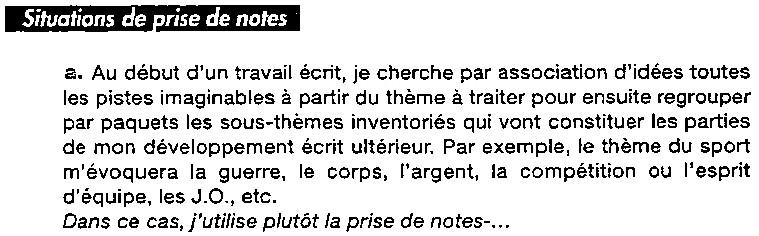 Situations de prise de notes
a. Au début d'un travail écrit, je cherche par association d'idées toutes
les pistes imaginables à partir du thème à traiter pour ensuite regrouper
par paquets les sous-thèmes inventoriés qui vont constituer les parties
de mon développement écrit ultérieur. Par exemple, le thème du sport
m'évoquera la guerre, le corps, l'argent, la compétition ou l'esprit
d'équipe, les J.O., etc.
Dans ce cas, j'utilise plutôt la prise de notes-...